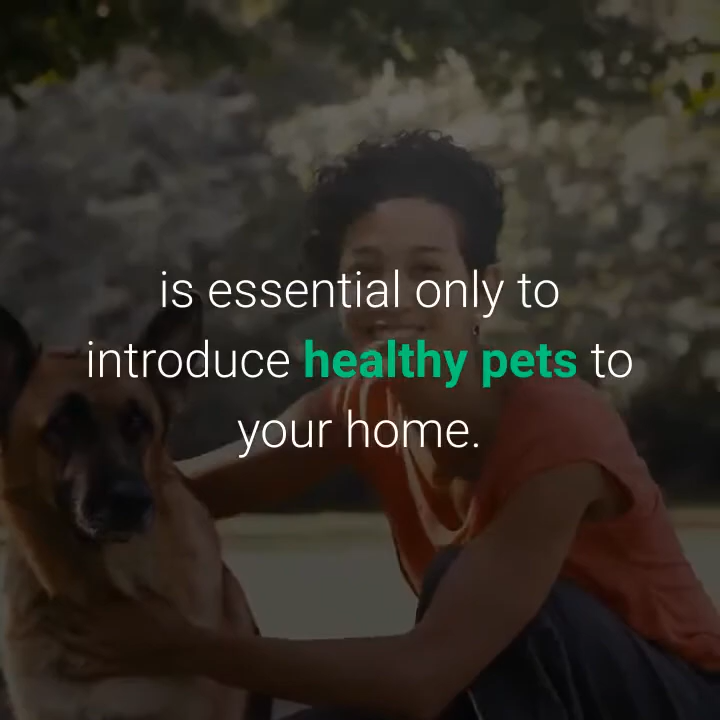 is essential only to
introduce healthy pets to
your home.